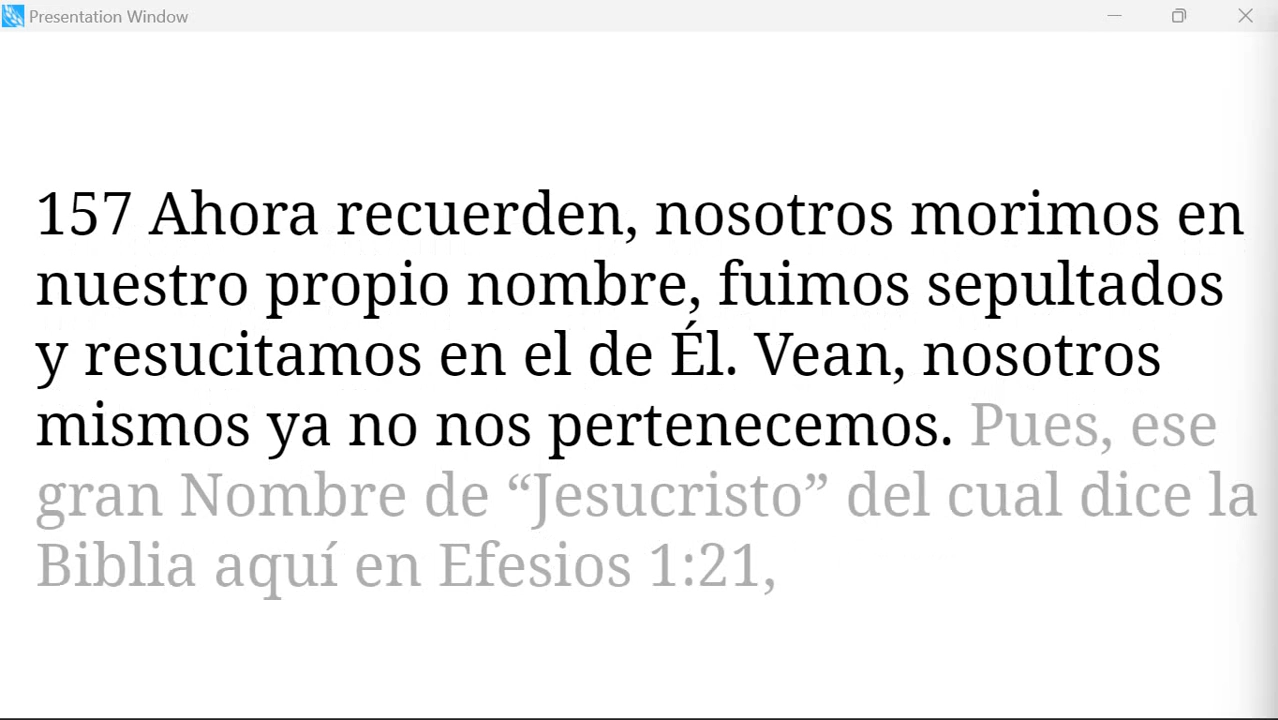 Presentation Window
157 Ahora recuerden, nosotros morimos en
nuestro propio nombre, fuimos sepultados
y resucitamos en el de Él. Vean, nosotros
mismos ya no nos pertenecemos. Pues, ese
gran Nombre de “Jesucristo” del cual dice la
Biblia aquí en Efesios 1:21,